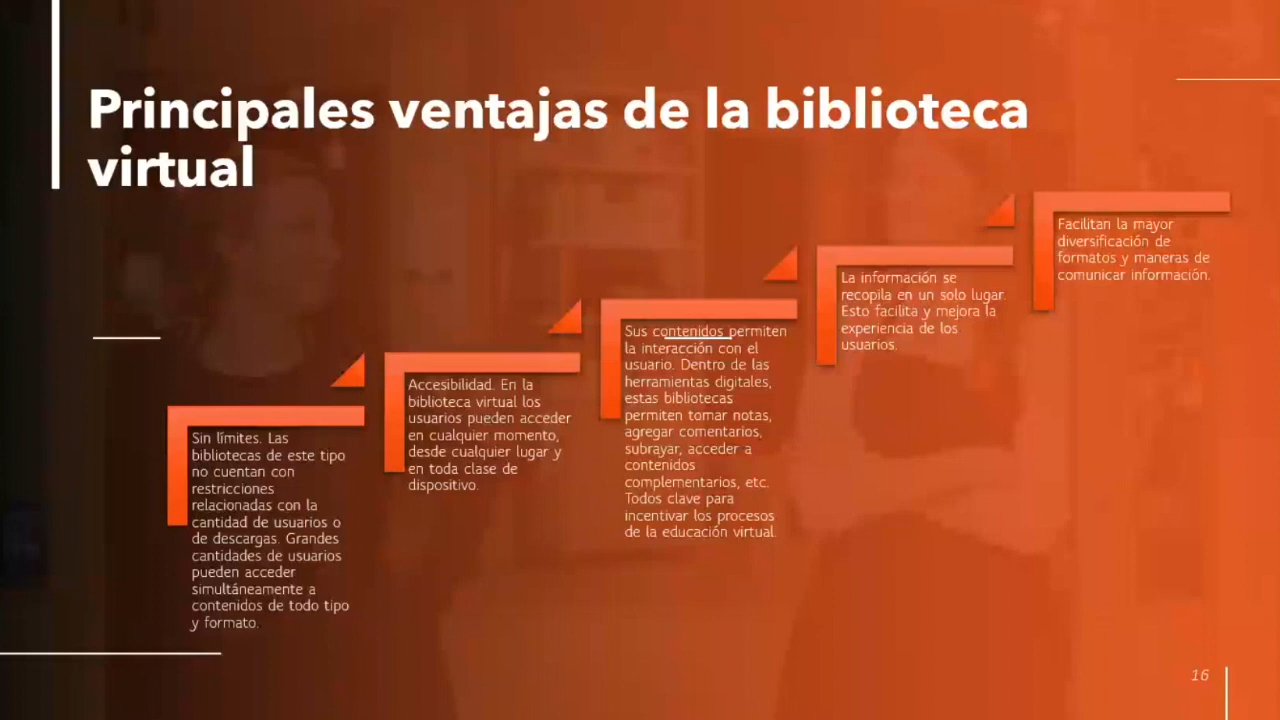 Principales ventajas de la biblioteca
virtual
Sin límites. Las
bibliotecas de este tipo
no cuentan con
restricciones
relacionadas con la
cantidad de usuarios o
de descargas. Grandes
cantidades de usuarios
pueden acceder
simultáneamente a
contenidos de todo tipo
y formato.
Accesibilidad. En la
biblioteca virtual los
usuarios pueden acceder
en cualquier momento,
desde cualquier lugar y
en toda clase de
dispositivo.
Sus contenidos permiten
la interacción con el
usuario. Dentro de las
herramientas digitales,
estas bibliotecas
permiten tomar notas,
agregar comentarios,
subrayar, acceder a
contenidos
complementarios, etc.
Todos clave para
incentivar los procesos
de la educación virtual.
La información se
recopila en un solo lugar.
Esto facilita y mejora la
experiencia de los
usuarios.
Facilitan la mayor
diversificación de
formatos y maneras de
comunicar información.
16